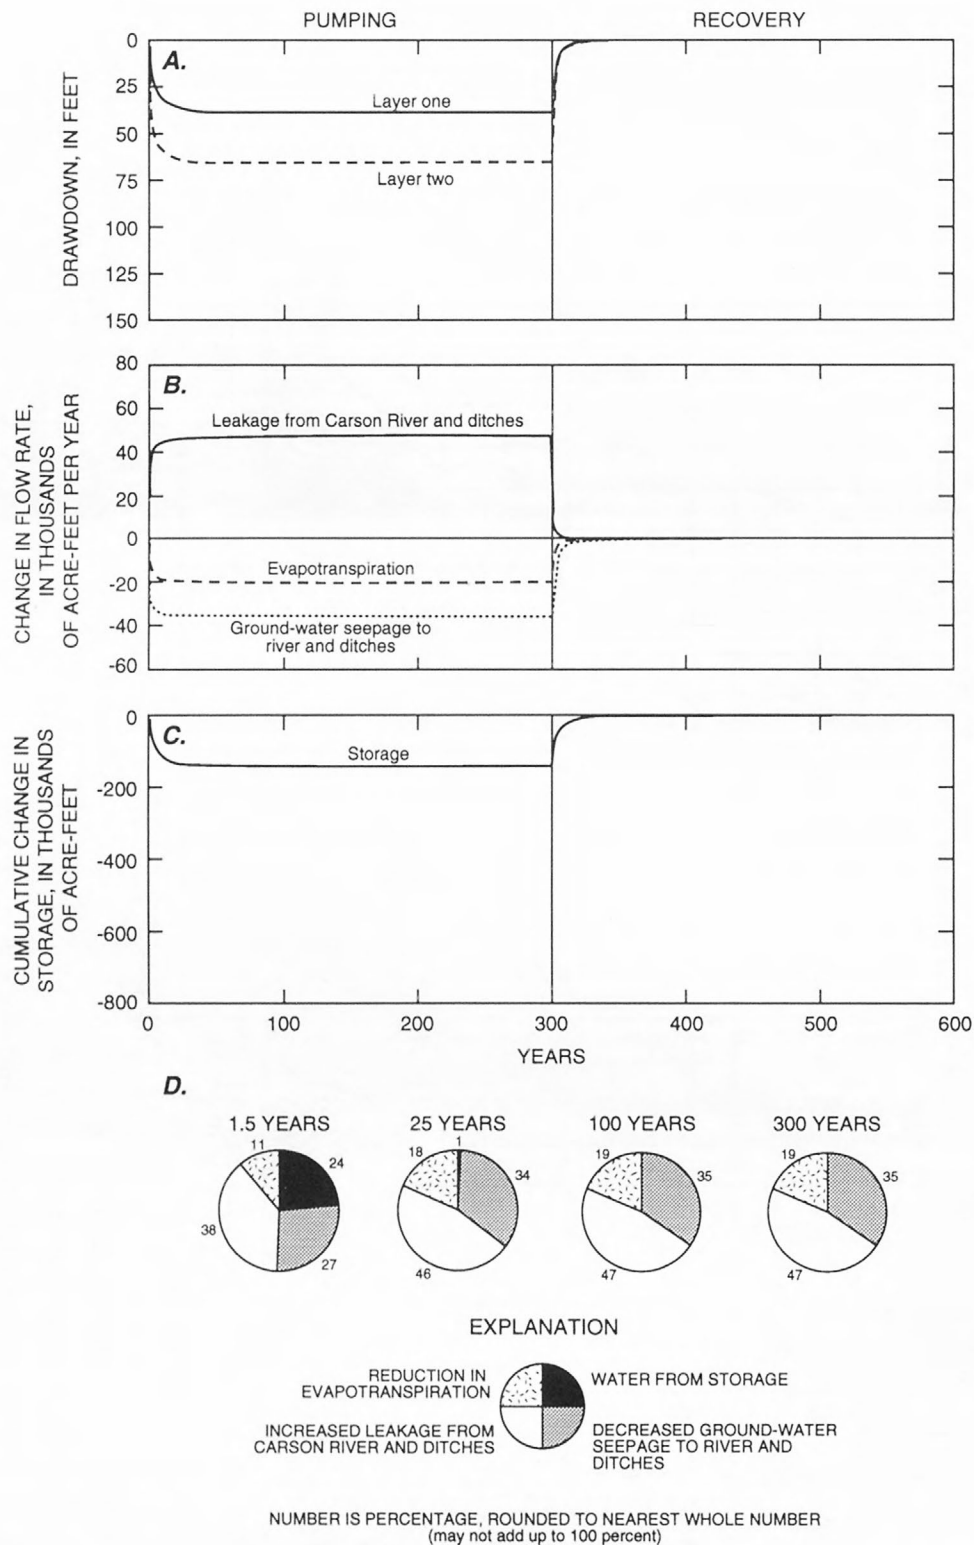 PUMPING
RECOVERY
A.
DRAWDOWN, IN FEET
0
25
50
75
100
125
150
Layer one
Layer two
B.
CHANGE IN FLOW RATE,
IN THOUSANDS
OF ACRE-FEET PER YEAR
80
60
40
20
0
-20
-40
-60
Leakage from Carson River and ditches
Evapotranspiration
Ground-water seepage to
river and ditches
C.
CUMULATIVE CHANGE IN
STORAGE, IN THOUSANDS
OF ACRE-FEET
0
-200
-400
-600
-800
Storage
0 100 200 300 400 500 600
YEARS
D.
1.5 YEARS
11
24
38
27
25 YEARS
18
1
34
46
100 YEARS
19
35
47
300 YEARS
19
35
47
EXPLANATION
REDUCTION IN
EVAPOTRANSPIRATION
WATER FROM STORAGE
INCREASED LEAKAGE FROM
CARSON RIVER AND DITCHES
DECREASED GROUND-WATER
SEEPAGE TO RIVER AND
DITCHES
NUMBER IS PERCENTAGE, ROUNDED TO NEAREST WHOLE NUMBER
(may not add up to 100 percent)